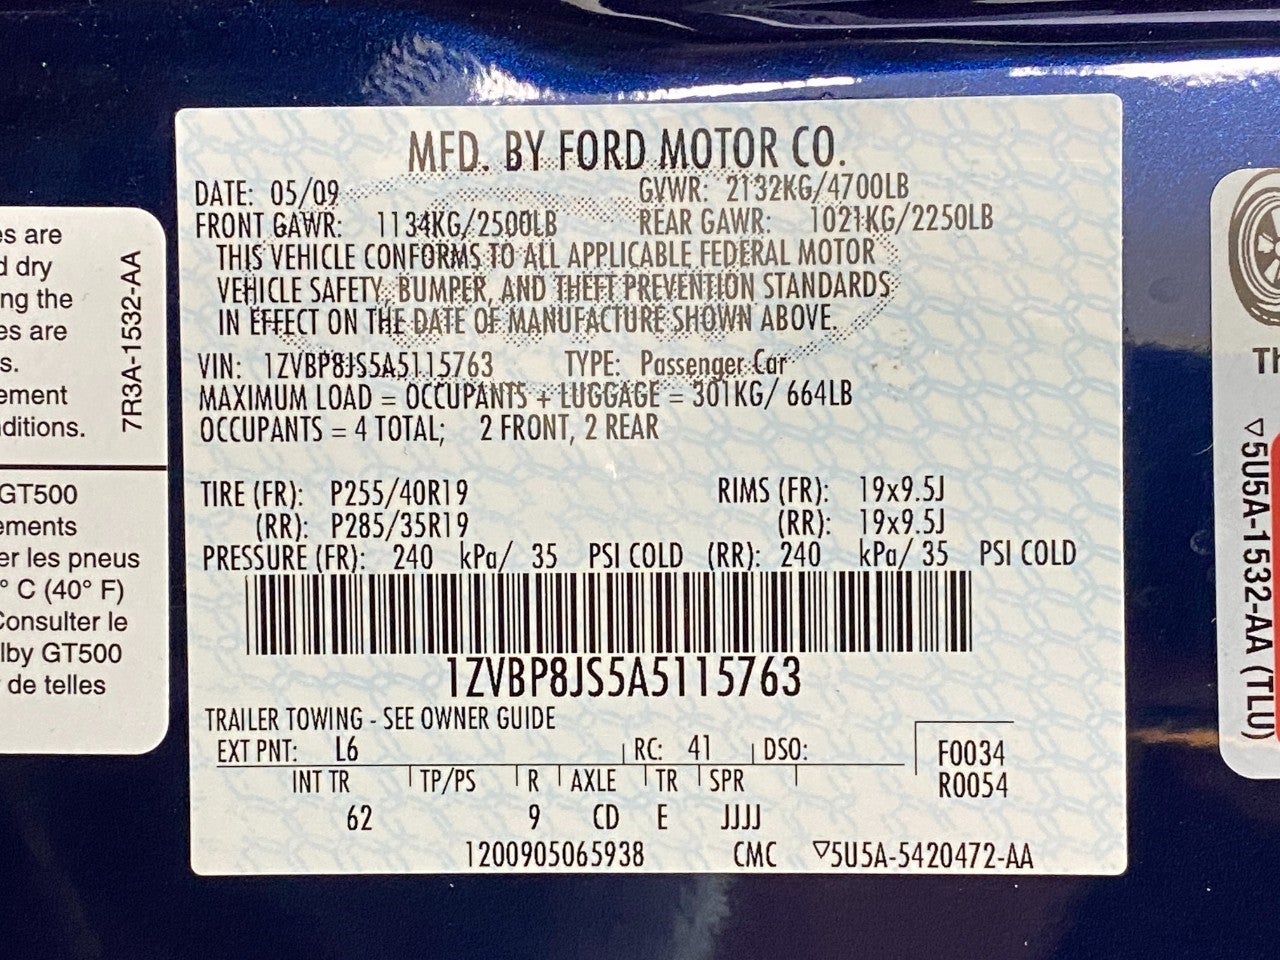 MFD. BY FORD MOTOR CO.
DATE: 05/09 GVWR: 2132KG/4700LB
FRONT GAWR: 1134KG/2500LB REAR GAWR: 1021KG/2250LB
THIS VEHICLE CONFORMS TO ALL APPLICABLE FEDERAL MOTOR
VEHICLE SAFETY, BUMPER, AND THEFT PREVENTION STANDARDS
IN EFFECT ON THE DATE OF MANUFACTURE SHOWN ABOVE.
VIN: 1ZVBP8JS5A5115763 TYPE: Passenger Car
MAXIMUM LOAD = OCCUPANTS + LUGGAGE = 301KG/ 664LB
OCCUPANTS = 4 TOTAL; 2 FRONT, 2 REAR
TIRE (FR): P255/40R19 RIMS (FR): 19x9.5J
(RR): P285/35R19 (RR): 19x9.5J
PRESSURE (FR): 240 kPa/ 35 PSI COLD (RR): 240 kPa/ 35 PSI COLD
1ZVBP8JS5A5115763
TRAILER TOWING - SEE OWNER GUIDE
EXT PNT: L6 RC: 41 DSO: F0034
INT TR TP/PS R AXLE TR SPR R0054
62 9 CD E JJJJ
1200905065938 CMC ▽5U5A-5420472-AA
es are
d dry
ng the
es are
s.
ement
ditions.
7R3A-1532-AA
GT500
ements
er les pneus
° C (40° F)
Consulter le
lby GT500
de telles
Th
▽5U5A-1532-AA (TLU)